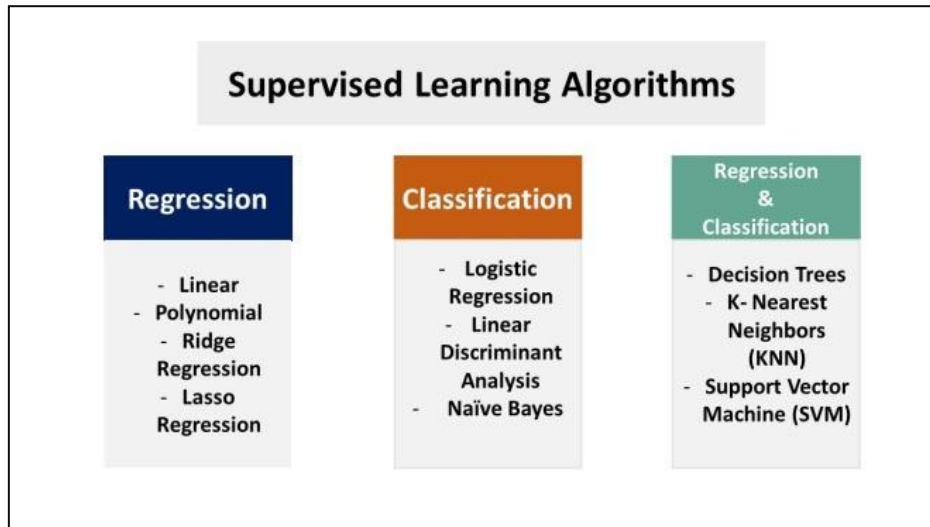 Supervised Learning Algorithms
Regression
- Linear
- Polynomial
- Ridge
Regression
- Lasso
Regression
Classification
- Logistic
Regression
- Linear
Discriminant
Analysis
- Naïve Bayes
Regression
&
Classification
- Decision Trees
- K- Nearest
Neighbors
(KNN)
- Support Vector
Machine (SVM)